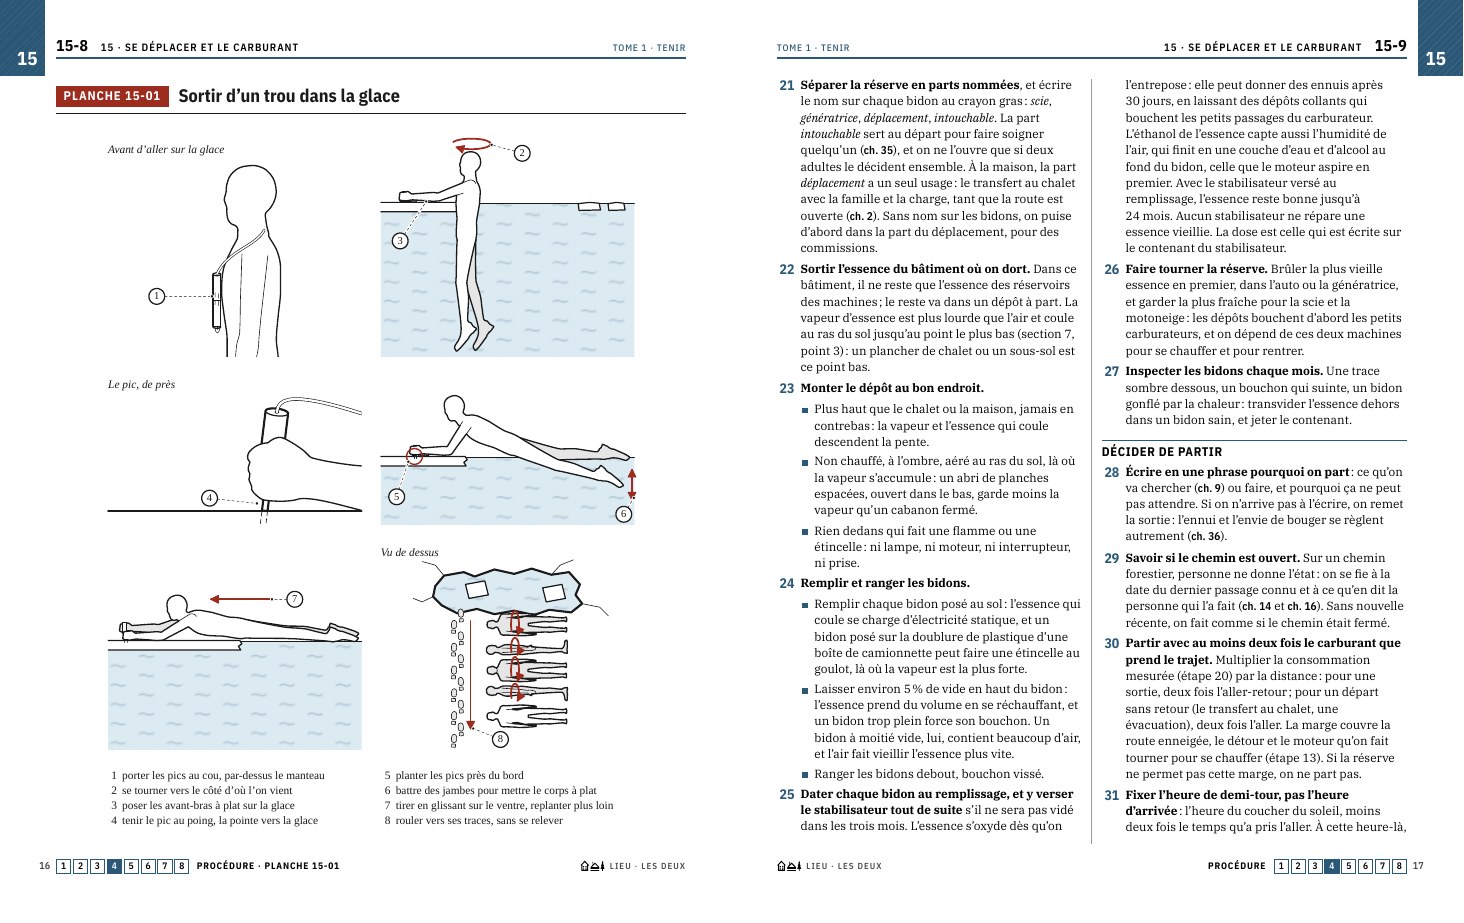 15
15-8 15 · SE DÉPLACER ET LE CARBURANT
TOME 1 · TENIR
PLANCHE 15-01 Sortir d’un trou dans la glace
Avant d’aller sur la glace
1
2
3
Le pic, de près
4
5
6
7
Vu de dessus
8
1 porter les pics au cou, par-dessus le manteau
2 se tourner vers le côté d’où l’on vient
3 poser les avant-bras à plat sur la glace
4 tenir le pic au poing, la pointe vers la glace
5 planter les pics près du bord
6 battre des jambes pour mettre le corps à plat
7 tirer en glissant sur le ventre, replanter plus loin
8 rouler vers ses traces, sans se relever
16 1 2 3 4 5 6 7 8 PROCÉDURE · PLANCHE 15-01
LIEU · LES DEUX
TOME 1 · TENIR
15 · SE DÉPLACER ET LE CARBURANT 15-9
15
21 Séparer la réserve en parts nommées, et écrire
le nom sur chaque bidon au crayon gras : scie,
génératrice, déplacement, intouchable. La part
intouchable sert au départ pour faire soigner
quelqu’un (ch. 35), et on ne l’ouvre que si deux
adultes le décident ensemble. À la maison, la part
déplacement a un seul usage : le transfert au chalet
avec la famille et la charge, tant que la route est
ouverte (ch. 2). Sans nom sur les bidons, on puise
d’abord dans la part du déplacement, pour des
commissions.
22 Sortir l’essence du bâtiment où on dort. Dans ce
bâtiment, il ne reste que l’essence des réservoirs
des machines ; le reste va dans un dépôt à part. La
vapeur d’essence est plus lourde que l’air et coule
au ras du sol jusqu’au point le plus bas (section 7,
point 3) : un plancher de chalet ou un sous-sol est
ce point bas.
23 Monter le dépôt au bon endroit.
Plus haut que le chalet ou la maison, jamais en
contrebas : la vapeur et l’essence qui coule
descendent la pente.
Non chauffé, à l’ombre, aéré au ras du sol, là où
la vapeur s’accumule : un abri de planches
espacées, ouvert dans le bas, garde moins la
vapeur qu’un cabanon fermé.
Rien dedans qui fait une flamme ou une
étincelle : ni lampe, ni moteur, ni interrupteur,
ni prise.
24 Remplir et ranger les bidons.
Remplir chaque bidon posé au sol : l’essence qui
coule se charge d’électricité statique, et un
bidon posé sur la doublure de plastique d’une
boîte de camionnette peut faire une étincelle au
goulot, là où la vapeur est la plus forte.
Laisser environ 5 % de vide en haut du bidon :
l’essence prend du volume en se réchauffant, et
un bidon trop plein force son bouchon. Un
bidon à moitié vide, lui, contient beaucoup d’air,
et l’air fait vieillir l’essence plus vite.
Ranger les bidons debout, bouchon vissé.
25 Dater chaque bidon au remplissage, et y verser
le stabilisateur tout de suite s’il ne sera pas vidé
dans les trois mois. L’essence s’oxyde dès qu’on
l’entrepose : elle peut donner des ennuis après
30 jours, en laissant des dépôts collants qui
bouchent les petits passages du carburateur.
L’éthanol de l’essence capte aussi l’humidité de
l’air, qui finit en une couche d’eau et d’alcool au
fond du bidon, celle que le moteur aspire en
premier. Avec le stabilisateur versé au
remplissage, l’essence reste bonne jusqu’à
24 mois. Aucun stabilisateur ne répare une
essence vieillie. La dose est celle qui est écrite sur
le contenant du stabilisateur.
26 Faire tourner la réserve. Brûler la plus vieille
essence en premier, dans l’auto ou la génératrice,
et garder la plus fraîche pour la scie et la
motoneige : les dépôts bouchent d’abord les petits
carburateurs, et on dépend de ces deux machines
pour se chauffer et pour rentrer.
27 Inspecter les bidons chaque mois. Une trace
sombre dessous, un bouchon qui suinte, un bidon
gonflé par la chaleur : transvider l’essence dehors
dans un bidon sain, et jeter le contenant.
DÉCIDER DE PARTIR
28 Écrire en une phrase pourquoi on part : ce qu’on
va chercher (ch. 9) ou faire, et pourquoi ça ne peut
pas attendre. Si on n’arrive pas à l’écrire, on remet
la sortie : l’ennui et l’envie de bouger se règlent
autrement (ch. 36).
29 Savoir si le chemin est ouvert. Sur un chemin
forestier, personne ne donne l’état : on se fie à la
date du dernier passage connu et à ce qu’en dit la
personne qui l’a fait (ch. 14 et ch. 16). Sans nouvelle
récente, on fait comme si le chemin était fermé.
30 Partir avec au moins deux fois le carburant que
prend le trajet. Multiplier la consommation
mesurée (étape 20) par la distance : pour une
sortie, deux fois l’aller-retour ; pour un départ
sans retour (le transfert au chalet, une
évacuation), deux fois l’aller. La marge couvre la
route enneigée, le détour et le moteur qu’on fait
tourner pour se chauffer (étape 13). Si la réserve
ne permet pas cette marge, on ne part pas.
31 Fixer l’heure de demi-tour, pas l’heure
d’arrivée : l’heure du coucher du soleil, moins
deux fois le temps qu’a pris l’aller. À cette heure-là,
LIEU · LES DEUX
PROCÉDURE 1 2 3 4 5 6 7 8 17